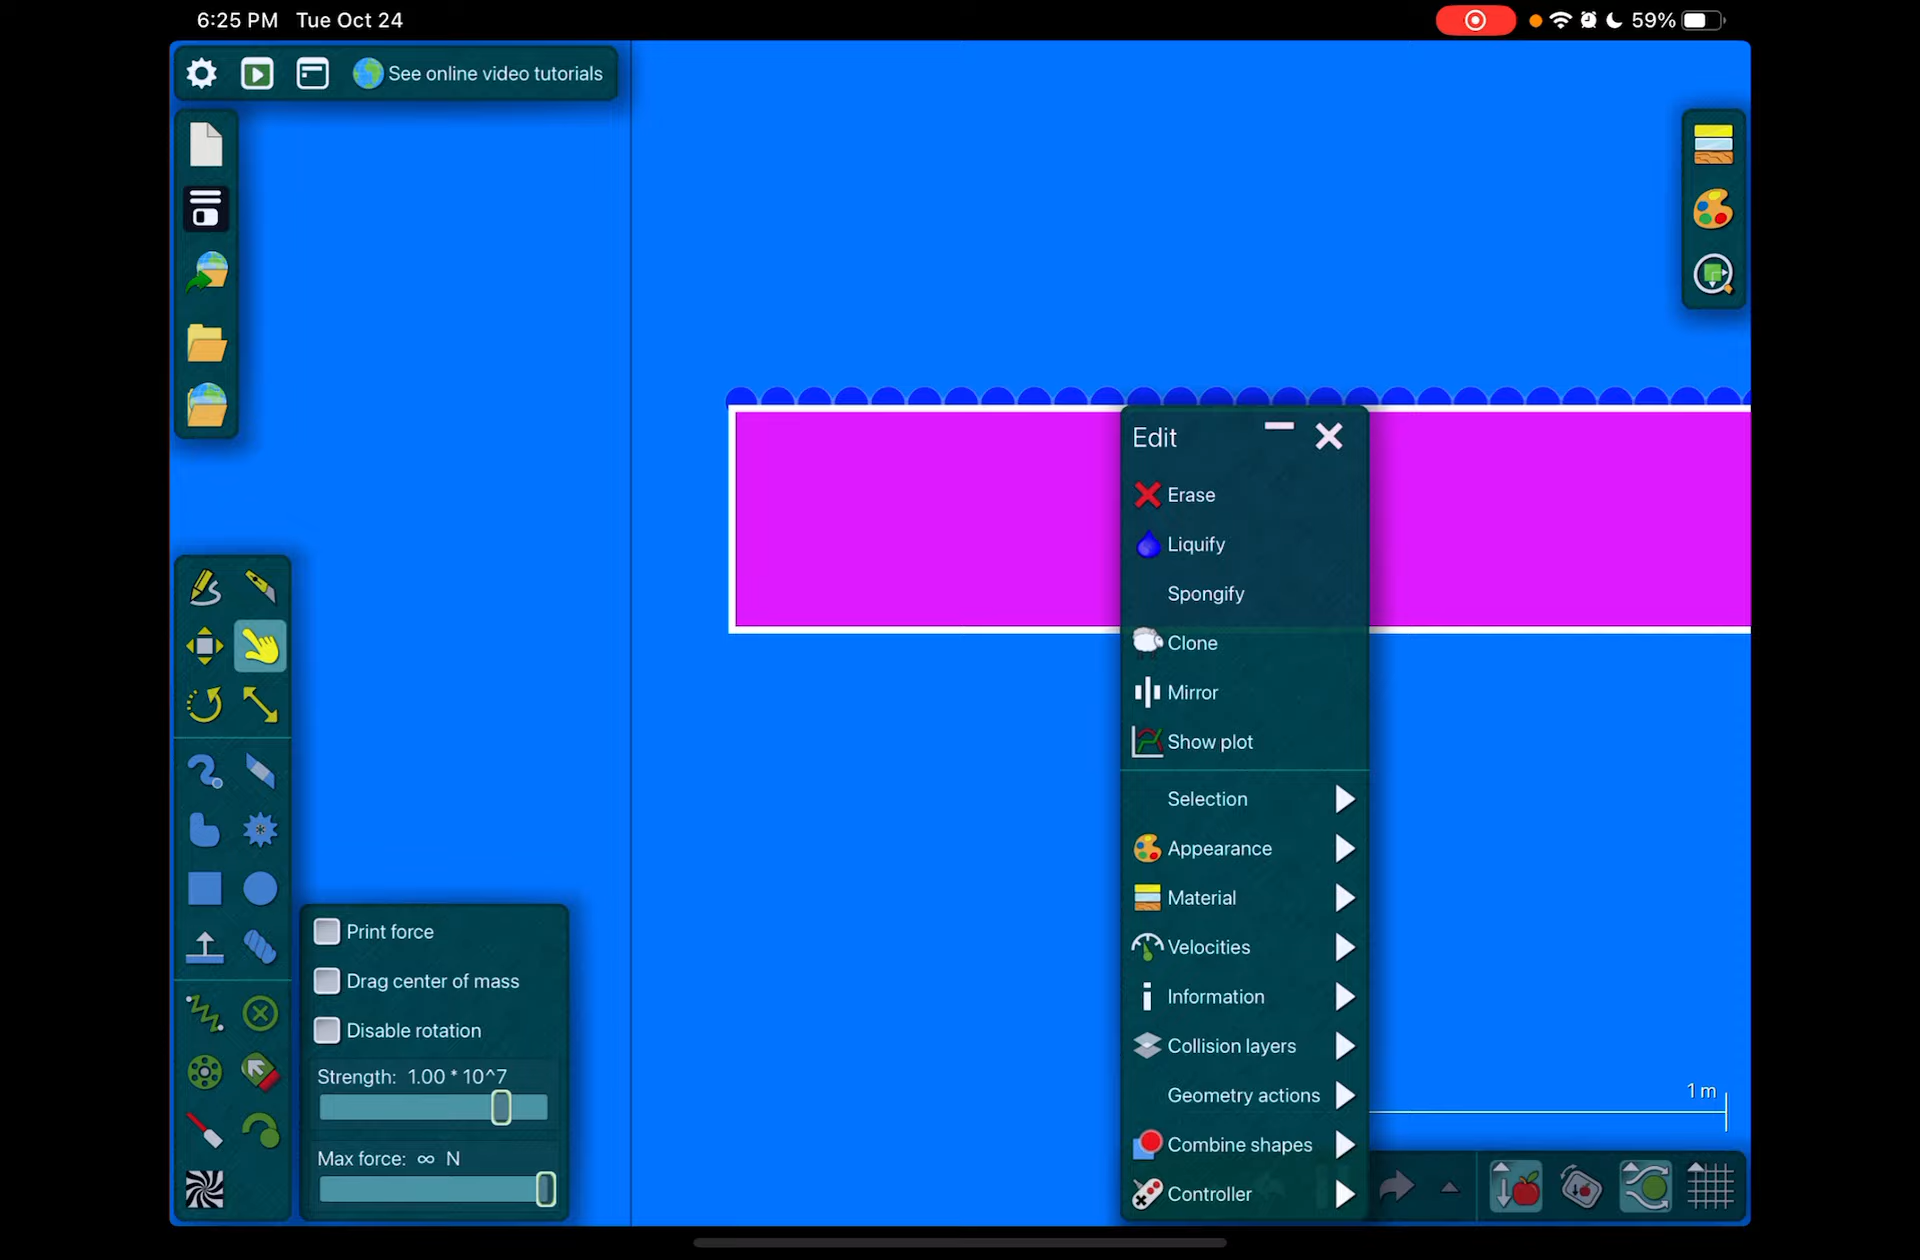 6:25 PM Tue Oct 24
59%
See online video tutorials
Edit
Erase
Liquify
Spongify
Clone
Mirror
Show plot
Selection
Appearance
Material
Velocities
Information
Collision layers
Geometry actions
Combine shapes
Controller
Print force
Drag center of mass
Disable rotation
Strength: 1.00 * 10^7
Max force: ∞ N
1 m